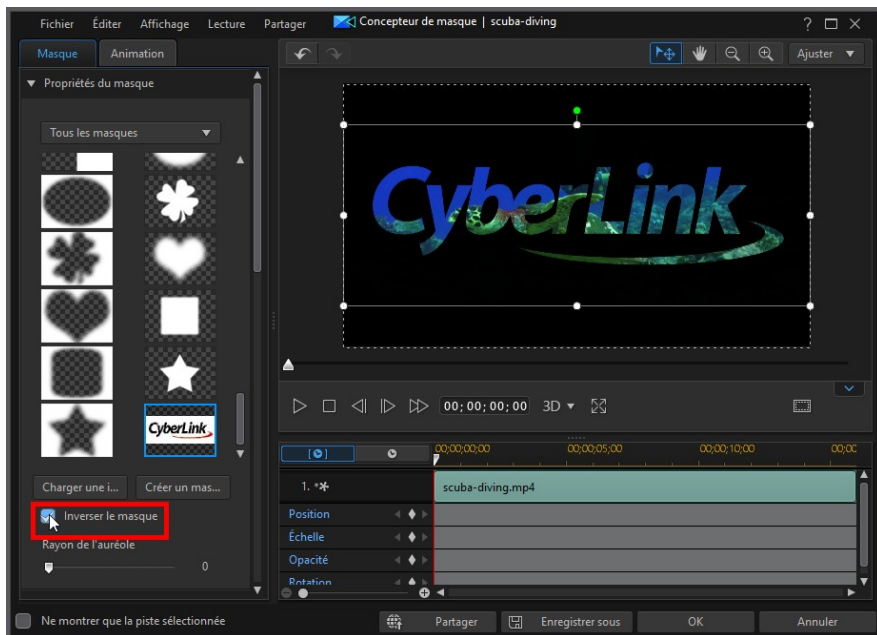 Fichier Éditer Affichage Lecture Partager Concepteur de masque | scuba-diving ?
Masque Animation
Ajuster
Propriétés du masque
Tous les masques
CyberLink
CyberLink
00;00;00;00 3D
Charger une i... Créer un mas...
Inverser le masque
Rayon de l'auréole
0
00;00;00;00 00;00;05;00 00;00;10;00 00;0C
1. scuba-diving.mp4
Position
Échelle
Opacité
Rotation
Ne montrer que la piste sélectionnée
Partager Enregistrer sous OK Annuler